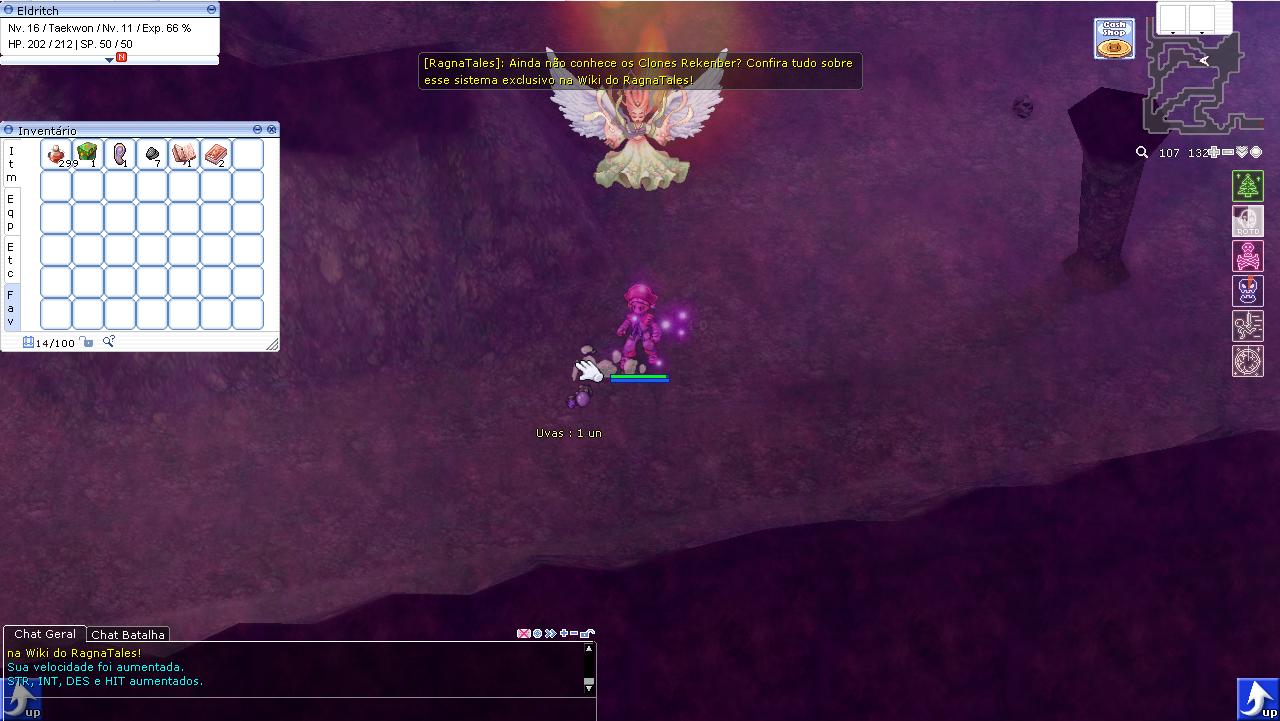 Eldritch
Nv. 16 / Taekwon / Nv. 11 / Exp. 66 %
HP. 202 / 212 | SP. 50 / 50
N
[RagnaTales]: Ainda não conhece os Clones Rekenber? Confira tudo sobre
esse sistema exclusivo na Wiki do RagnaTales!
Cash
Shop
107 132
Inventário
Itm
Eqp
Etc
Fav
299 1 1 7 1 2
14/100
Uvas : 1 un
Chat Geral
Chat Batalha
na Wiki do RagnaTales!
Sua velocidade foi aumentada.
STR, INT, DES e HIT aumentados.
up
up